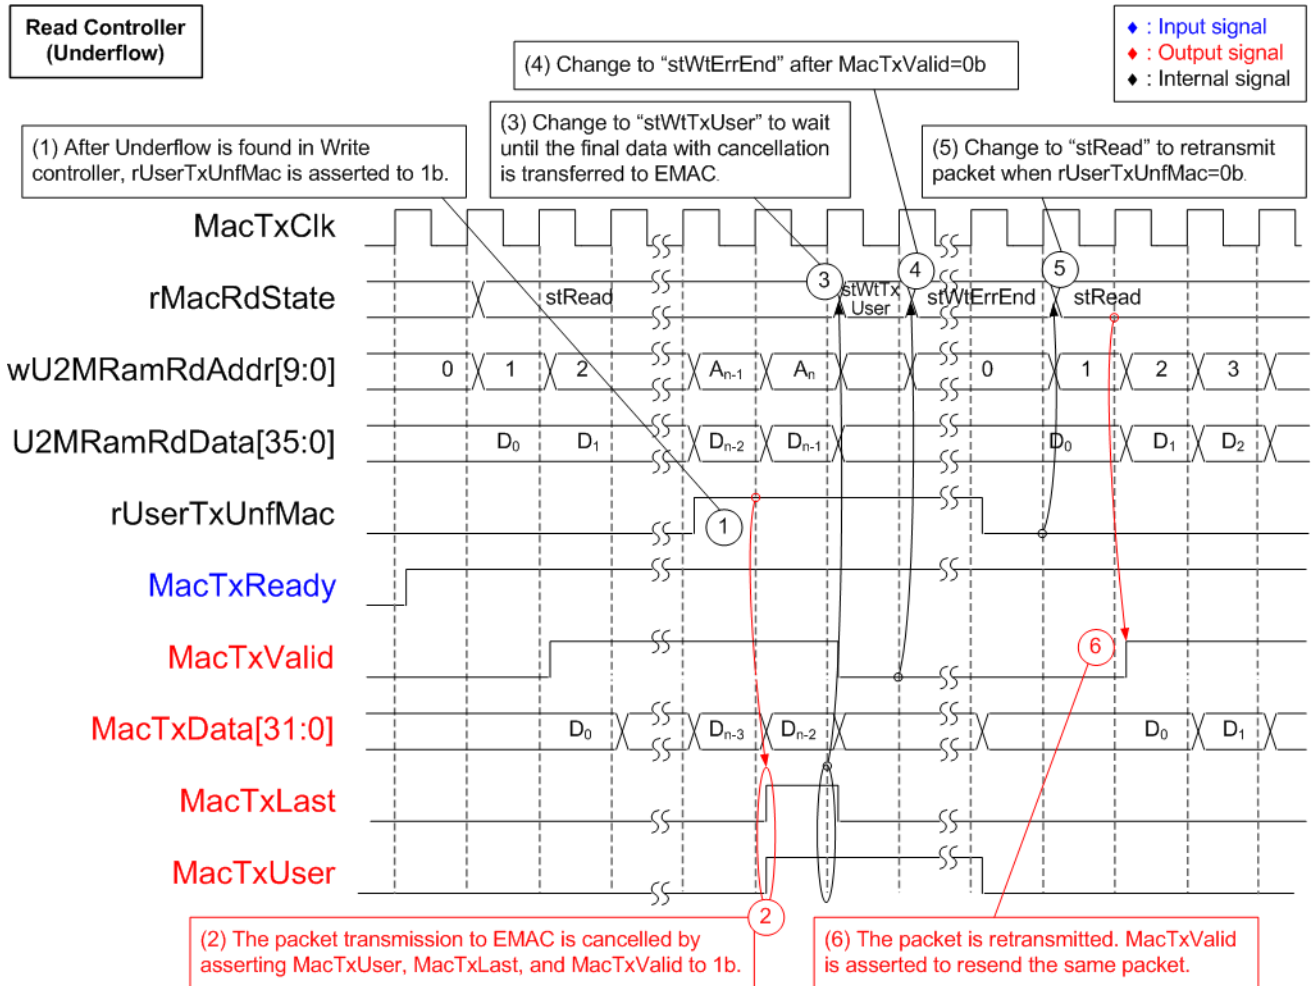 Read Controller
(Underflow)
♦ : Input signal
♦ : Output signal
♦ : Internal signal
(4) Change to “stWtErrEnd” after MacTxValid=0b
(3) Change to “stWtTxUser” to wait
until the final data with cancellation
is transferred to EMAC.
(1) After Underflow is found in Write
controller, rUserTxUnfMac is asserted to 1b.
(5) Change to “stRead” to retransmit
packet when rUserTxUnfMac=0b.
MacTxClk
rMacRdState
stRead
3
stWtTx
User
4
stWtErrEnd
5
stRead
wU2MRamRdAddr[9:0]
0 1 2 An-1 An 0 1 2 3
U2MRamRdData[35:0]
D0 D1 Dn-2 Dn-1 D0 D1 D2
rUserTxUnfMac
1
MacTxReady
MacTxValid
6
MacTxData[31:0]
D0 Dn-3 Dn-2 D0 D1
MacTxLast
MacTxUser
2
(2) The packet transmission to EMAC is cancelled by
asserting MacTxUser, MacTxLast, and MacTxValid to 1b.
(6) The packet is retransmitted. MacTxValid
is asserted to resend the same packet.